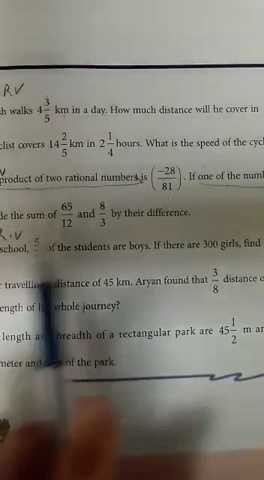 RV
h walks 4 3/5 km in a day. How much distance will he cover in
clist covers 14 2/5 km in 2 1/4 hours. What is the speed of the cycl
product of two rational numbers is (-28/81). If one of the numb
de the sum of 65/12 and 8/3 by their difference.
school, 5/ of the students are boys. If there are 300 girls, find
travelling distance of 45 km. Aryan found that 3/8 distance o
ength of whole journey?
length a breadth of a rectangular park are 45 1/2 m an
meter and of the park.